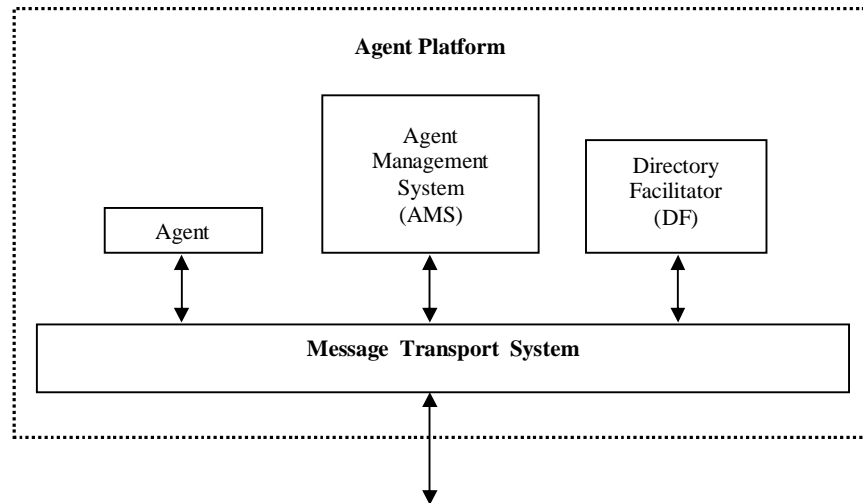 Agent Platform
Agent
Management
System
(AMS)
Directory
Facilitator
(DF)
Agent
Message Transport System